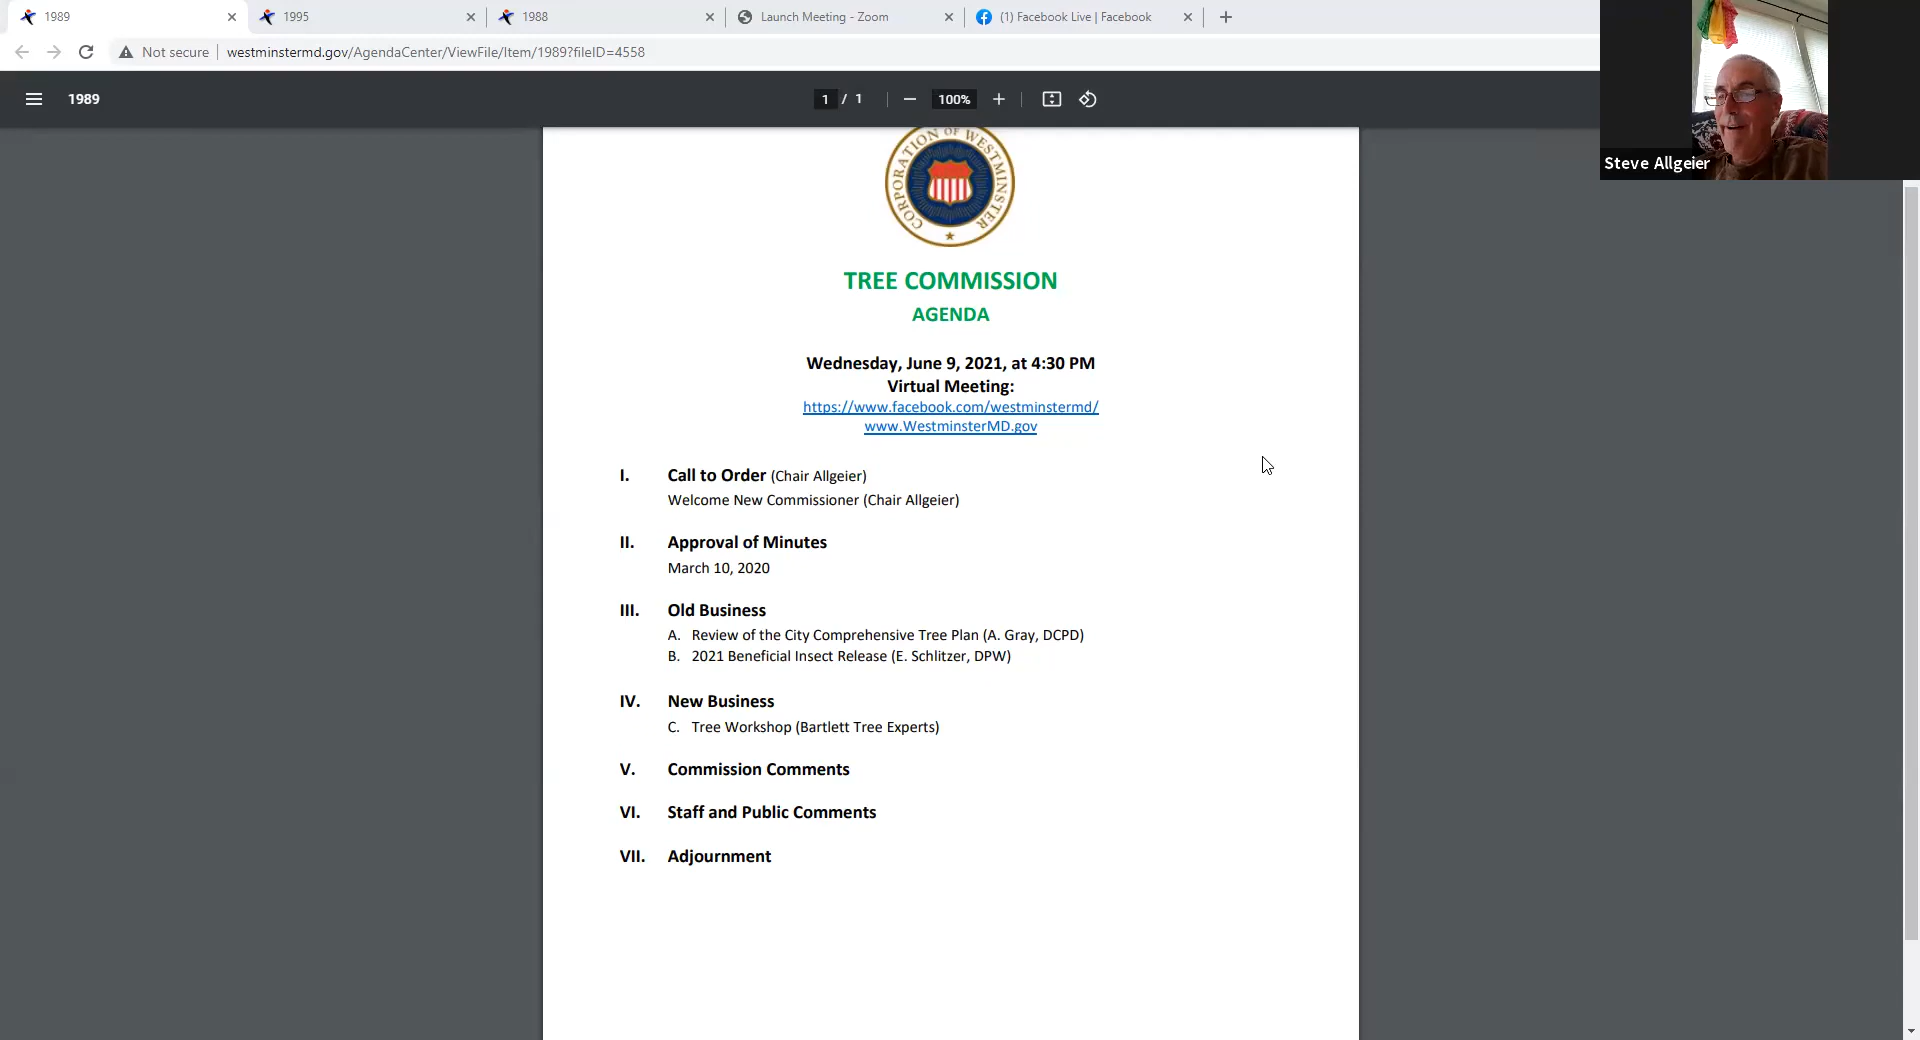 1989
1995
1988
Launch Meeting - Zoom
(1) Facebook Live | Facebook
Not secure
westminstermd.gov/AgendaCenter/ViewFile/Item/1989?fileID=4558
1989
1 / 1
100%
Steve Allgeier
CORPORATION OF WESTMINSTER
TREE COMMISSION
AGENDA
Wednesday, June 9, 2021, at 4:30 PM
Virtual Meeting:
https://www.facebook.com/westminstermd/
www.WestminsterMD.gov
I. Call to Order (Chair Allgeier)
Welcome New Commissioner (Chair Allgeier)
II. Approval of Minutes
March 10, 2020
III. Old Business
A. Review of the City Comprehensive Tree Plan (A. Gray, DCPD)
B. 2021 Beneficial Insect Release (E. Schlitzer, DPW)
IV. New Business
C. Tree Workshop (Bartlett Tree Experts)
V. Commission Comments
VI. Staff and Public Comments
VII. Adjournment